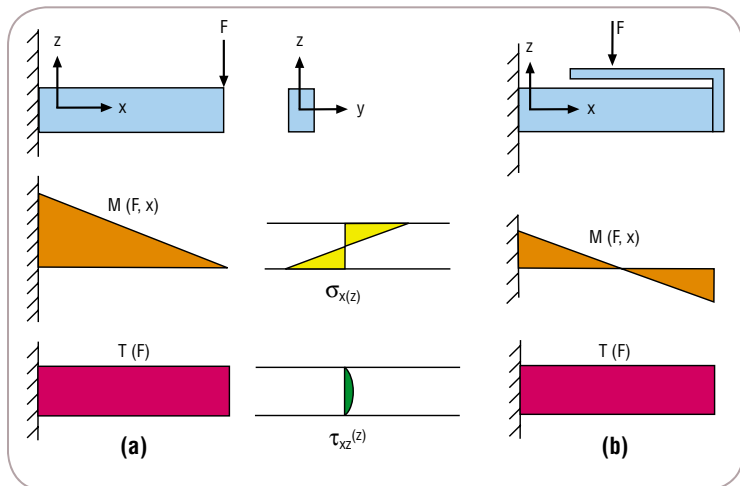 F
z
x
z
y
F
z
x
M (F, x)
σx(z)
M (F, x)
T (F)
τxz(z)
T (F)
(a)
(b)